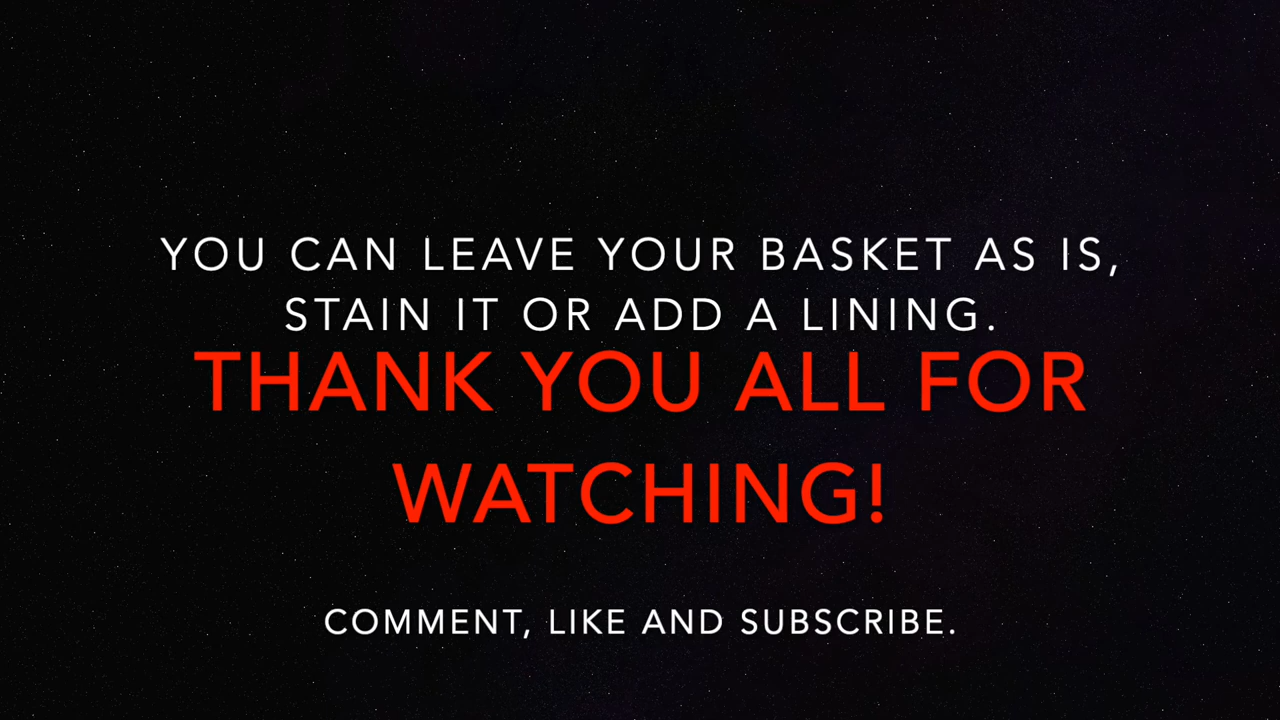 YOU CAN LEAVE YOUR BASKET AS IS,
STAIN IT OR ADD A LINING.
THANK YOU ALL FOR
WATCHING!
COMMENT, LIKE AND SUBSCRIBE.